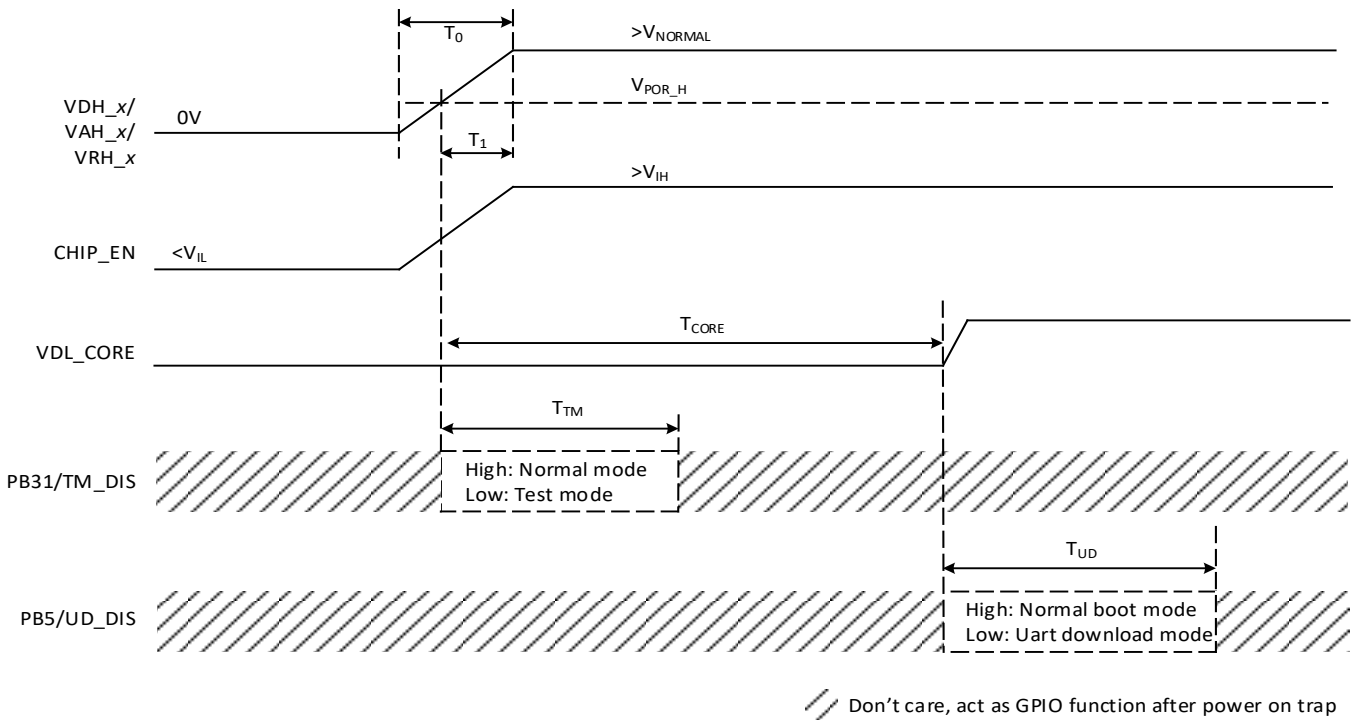 T0
>VNORMAL
VPOR_H
VDH_x/
VAH_x/
VRH_x
0V
T1
>VIH
CHIP_EN
<VIL
TCORE
VDL_CORE
TTM
PB31/TM_DIS
High: Normal mode
Low: Test mode
TUD
PB5/UD_DIS
High: Normal boot mode
Low: Uart download mode
Don't care, act as GPIO function after power on trap